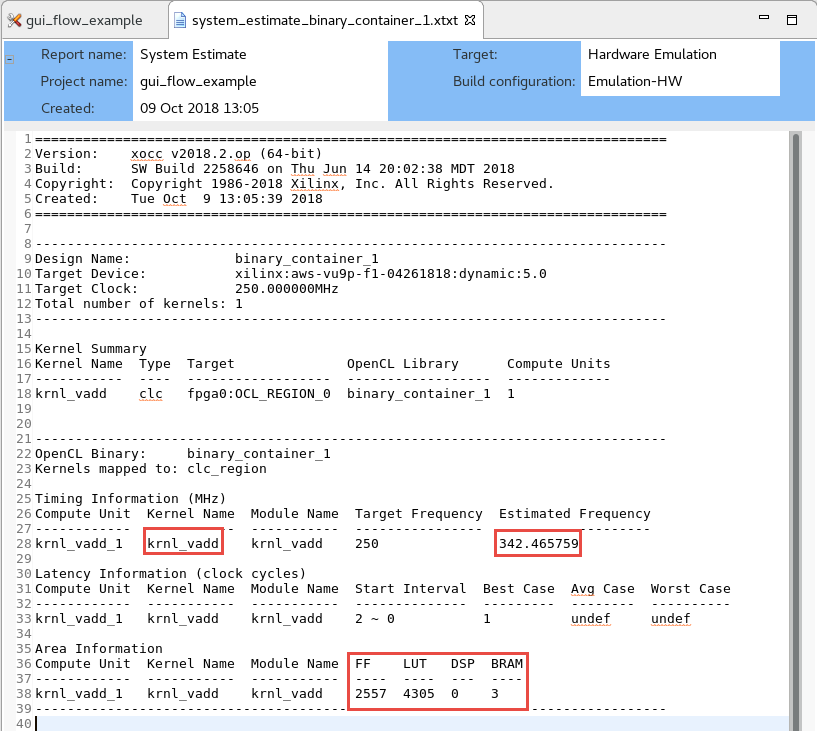 gui_flow_example system_estimate_binary_container_1.xtxt
Report name: System Estimate Target: Hardware Emulation
Project name: gui_flow_example Build configuration: Emulation-HW
Created: 09 Oct 2018 13:05
1 ===============================================================================
2 Version:    xocc v2018.2.op (64-bit)
3 Build:      SW Build 2258646 on Thu Jun 14 20:02:38 MDT 2018
4 Copyright:  Copyright 1986-2018 Xilinx, Inc. All Rights Reserved.
5 Created:    Tue Oct  9 13:05:39 2018
6 ===============================================================================
7
8 -------------------------------------------------------------------------------
9 Design Name:             binary_container_1
10 Target Device:           xilinx:aws-vu9p-f1-04261818:dynamic:5.0
11 Target Clock:            250.000000MHz
12 Total number of kernels: 1
13 -------------------------------------------------------------------------------
14
15 Kernel Summary
16 Kernel Name  Type  Target              OpenCL Library      Compute Units
17 -----------  ----  ------------------  ------------------  -------------
18 krnl_vadd    clc   fpga0:OCL_REGION_0  binary_container_1  1
19
20
21 -------------------------------------------------------------------------------
22 OpenCL Binary:     binary_container_1
23 Kernels mapped to: clc_region
24
25 Timing Information (MHz)
26 Compute Unit  Kernel Name  Module Name  Target Frequency  Estimated Frequency
27 ------------  -----------  -----------  ----------------  -------------------
28 krnl_vadd_1   krnl_vadd    krnl_vadd    250               342.465759
29
30 Latency Information (clock cycles)
31 Compute Unit  Kernel Name  Module Name  Start Interval  Best Case  Avg Case  Worst Case
32 ------------  -----------  -----------  --------------  ---------  --------  ----------
33 krnl_vadd_1   krnl_vadd    krnl_vadd    2 ~ 0           1          undef     undef
34
35 Area Information
36 Compute Unit  Kernel Name  Module Name  FF    LUT   DSP  BRAM
37 ------------  -----------  -----------  ----  ----  ---  ----
38 krnl_vadd_1   krnl_vadd    krnl_vadd    2557  4305  0    3
39 -------------------------------------------------------------------------------
40